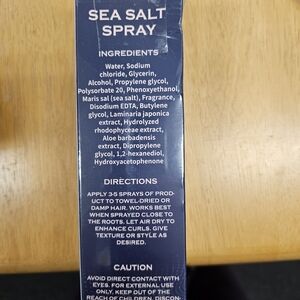 SEA SALT
SPRAY
INGREDIENTS
Water, Sodium
chloride, Glycerin,
Alcohol, Propylene glycol,
Polysorbate 20, Phenoxyethanol,
Maris sal (sea salt), Fragrance,
Disodium EDTA, Butylene
glycol, Laminaria japonica
extract, Hydrolyzed
rhodophyceae extract,
Aloe barbadensis
extract, Dipropylene
glycol, 1,2-hexanediol,
Hydroxyacetophenone
DIRECTIONS
APPLY 3-5 SPRAYS OF PROD-
UCT TO TOWEL-DRIED OR
DAMP HAIR. WORKS BEST
WHEN SPRAYED CLOSE TO
THE ROOTS. LET AIR DRY TO
ENHANCE CURLS. GIVE
TEXTURE OR STYLE AS
DESIRED.
CAUTION
AVOID DIRECT CONTACT WITH
EYES. FOR EXTERNAL USE
ONLY. KEEP OUT OF THE
REACH OF CHILDREN. DISCON-